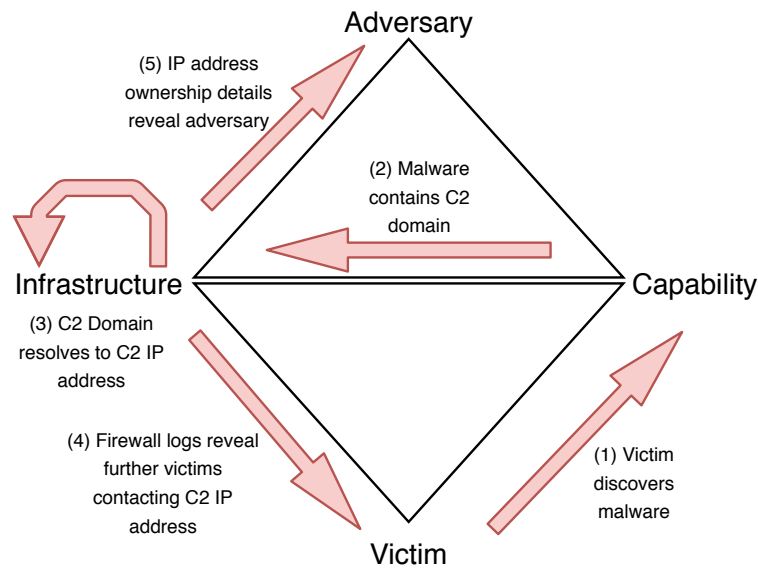 Adversary
(5) IP address
ownership details
reveal adversary
(2) Malware
contains C2
domain
Infrastructure
Capability
(3) C2 Domain
resolves to C2 IP
address
(4) Firewall logs reveal
further victims
contacting C2 IP
address
(1) Victim
discovers
malware
Victim